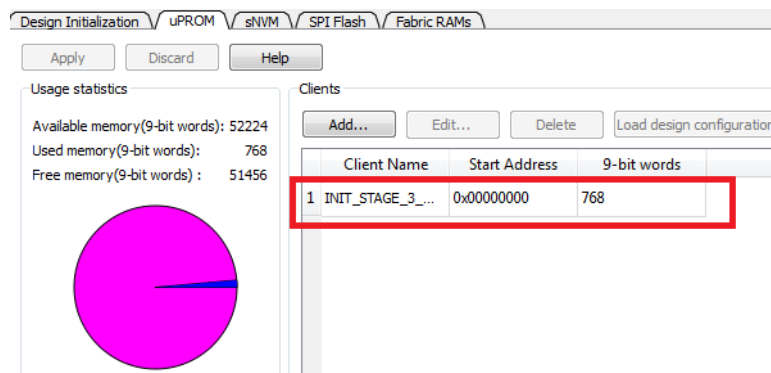 Design Initialization uPROM sNVM SPI Flash Fabric RAMs
Apply Discard Help
Usage statistics
Available memory(9-bit words): 52224
Used memory(9-bit words): 768
Free memory(9-bit words) : 51456
Clients
Add... Edit... Delete Load design configuration
Client Name Start Address 9-bit words
1 INIT_STAGE_3_... 0x00000000 768